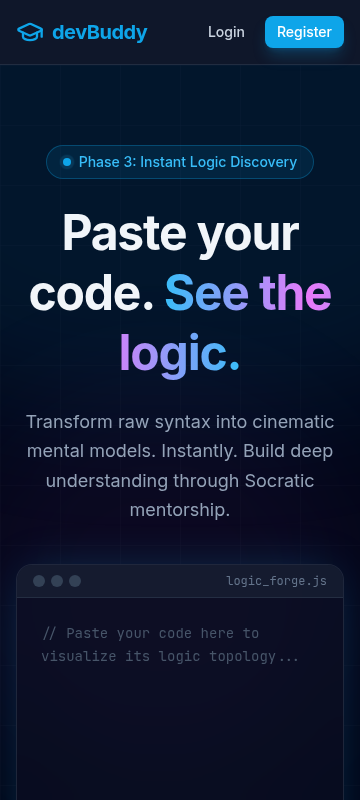 devBuddy
Login
Register
Phase 3: Instant Logic Discovery
Paste your
code. See the
logic.
Transform raw syntax into cinematic
mental models. Instantly. Build deep
understanding through Socratic
mentorship.
logic_forge.js
// Paste your code here to
visualize its logic topology...